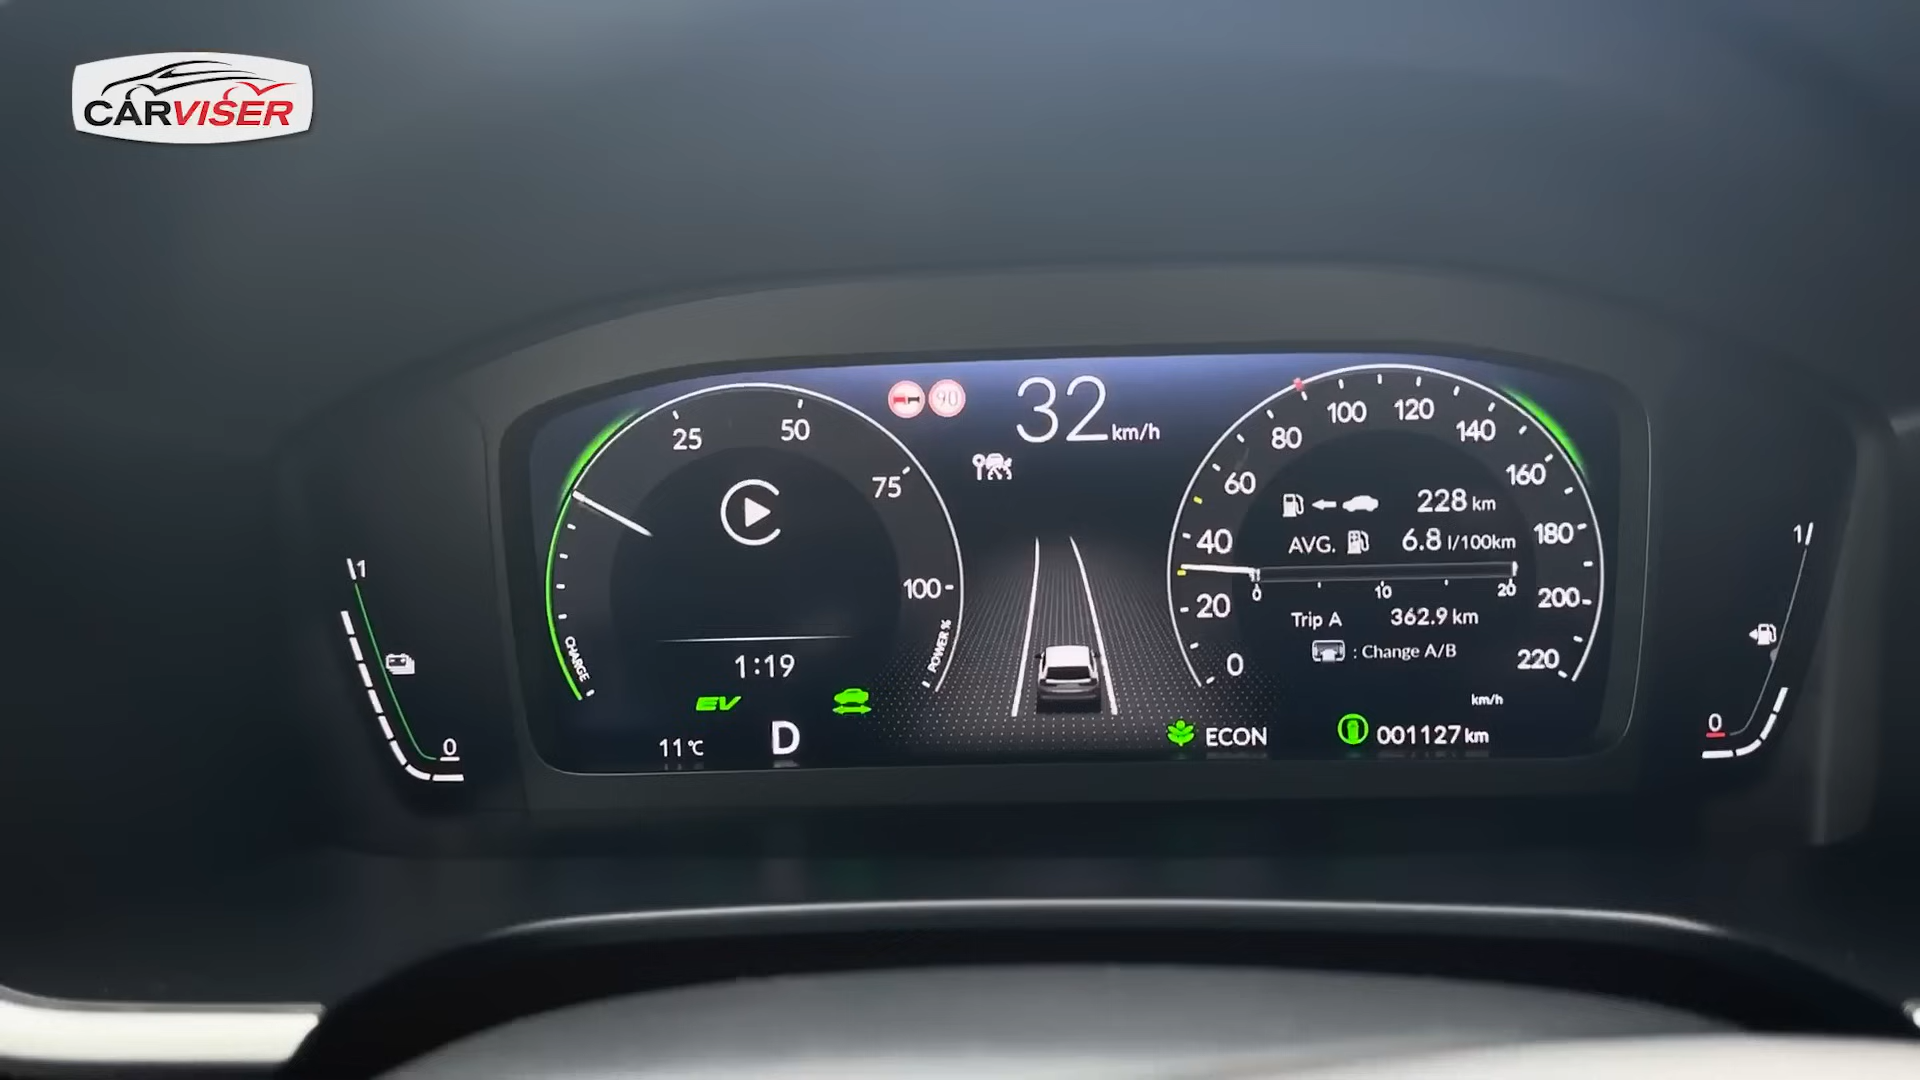 CARVISER
90
32 km/h
25
50
75
100
POWER %
CHARGE
1:19
EV
11°C
D
1
0
0
20
40
60
80
100
120
140
160
180
200
220
km/h
228 km
AVG. 6.8 l/100km
0 10 20
Trip A 362.9 km
: Change A/B
ECON
001127 km
1
0